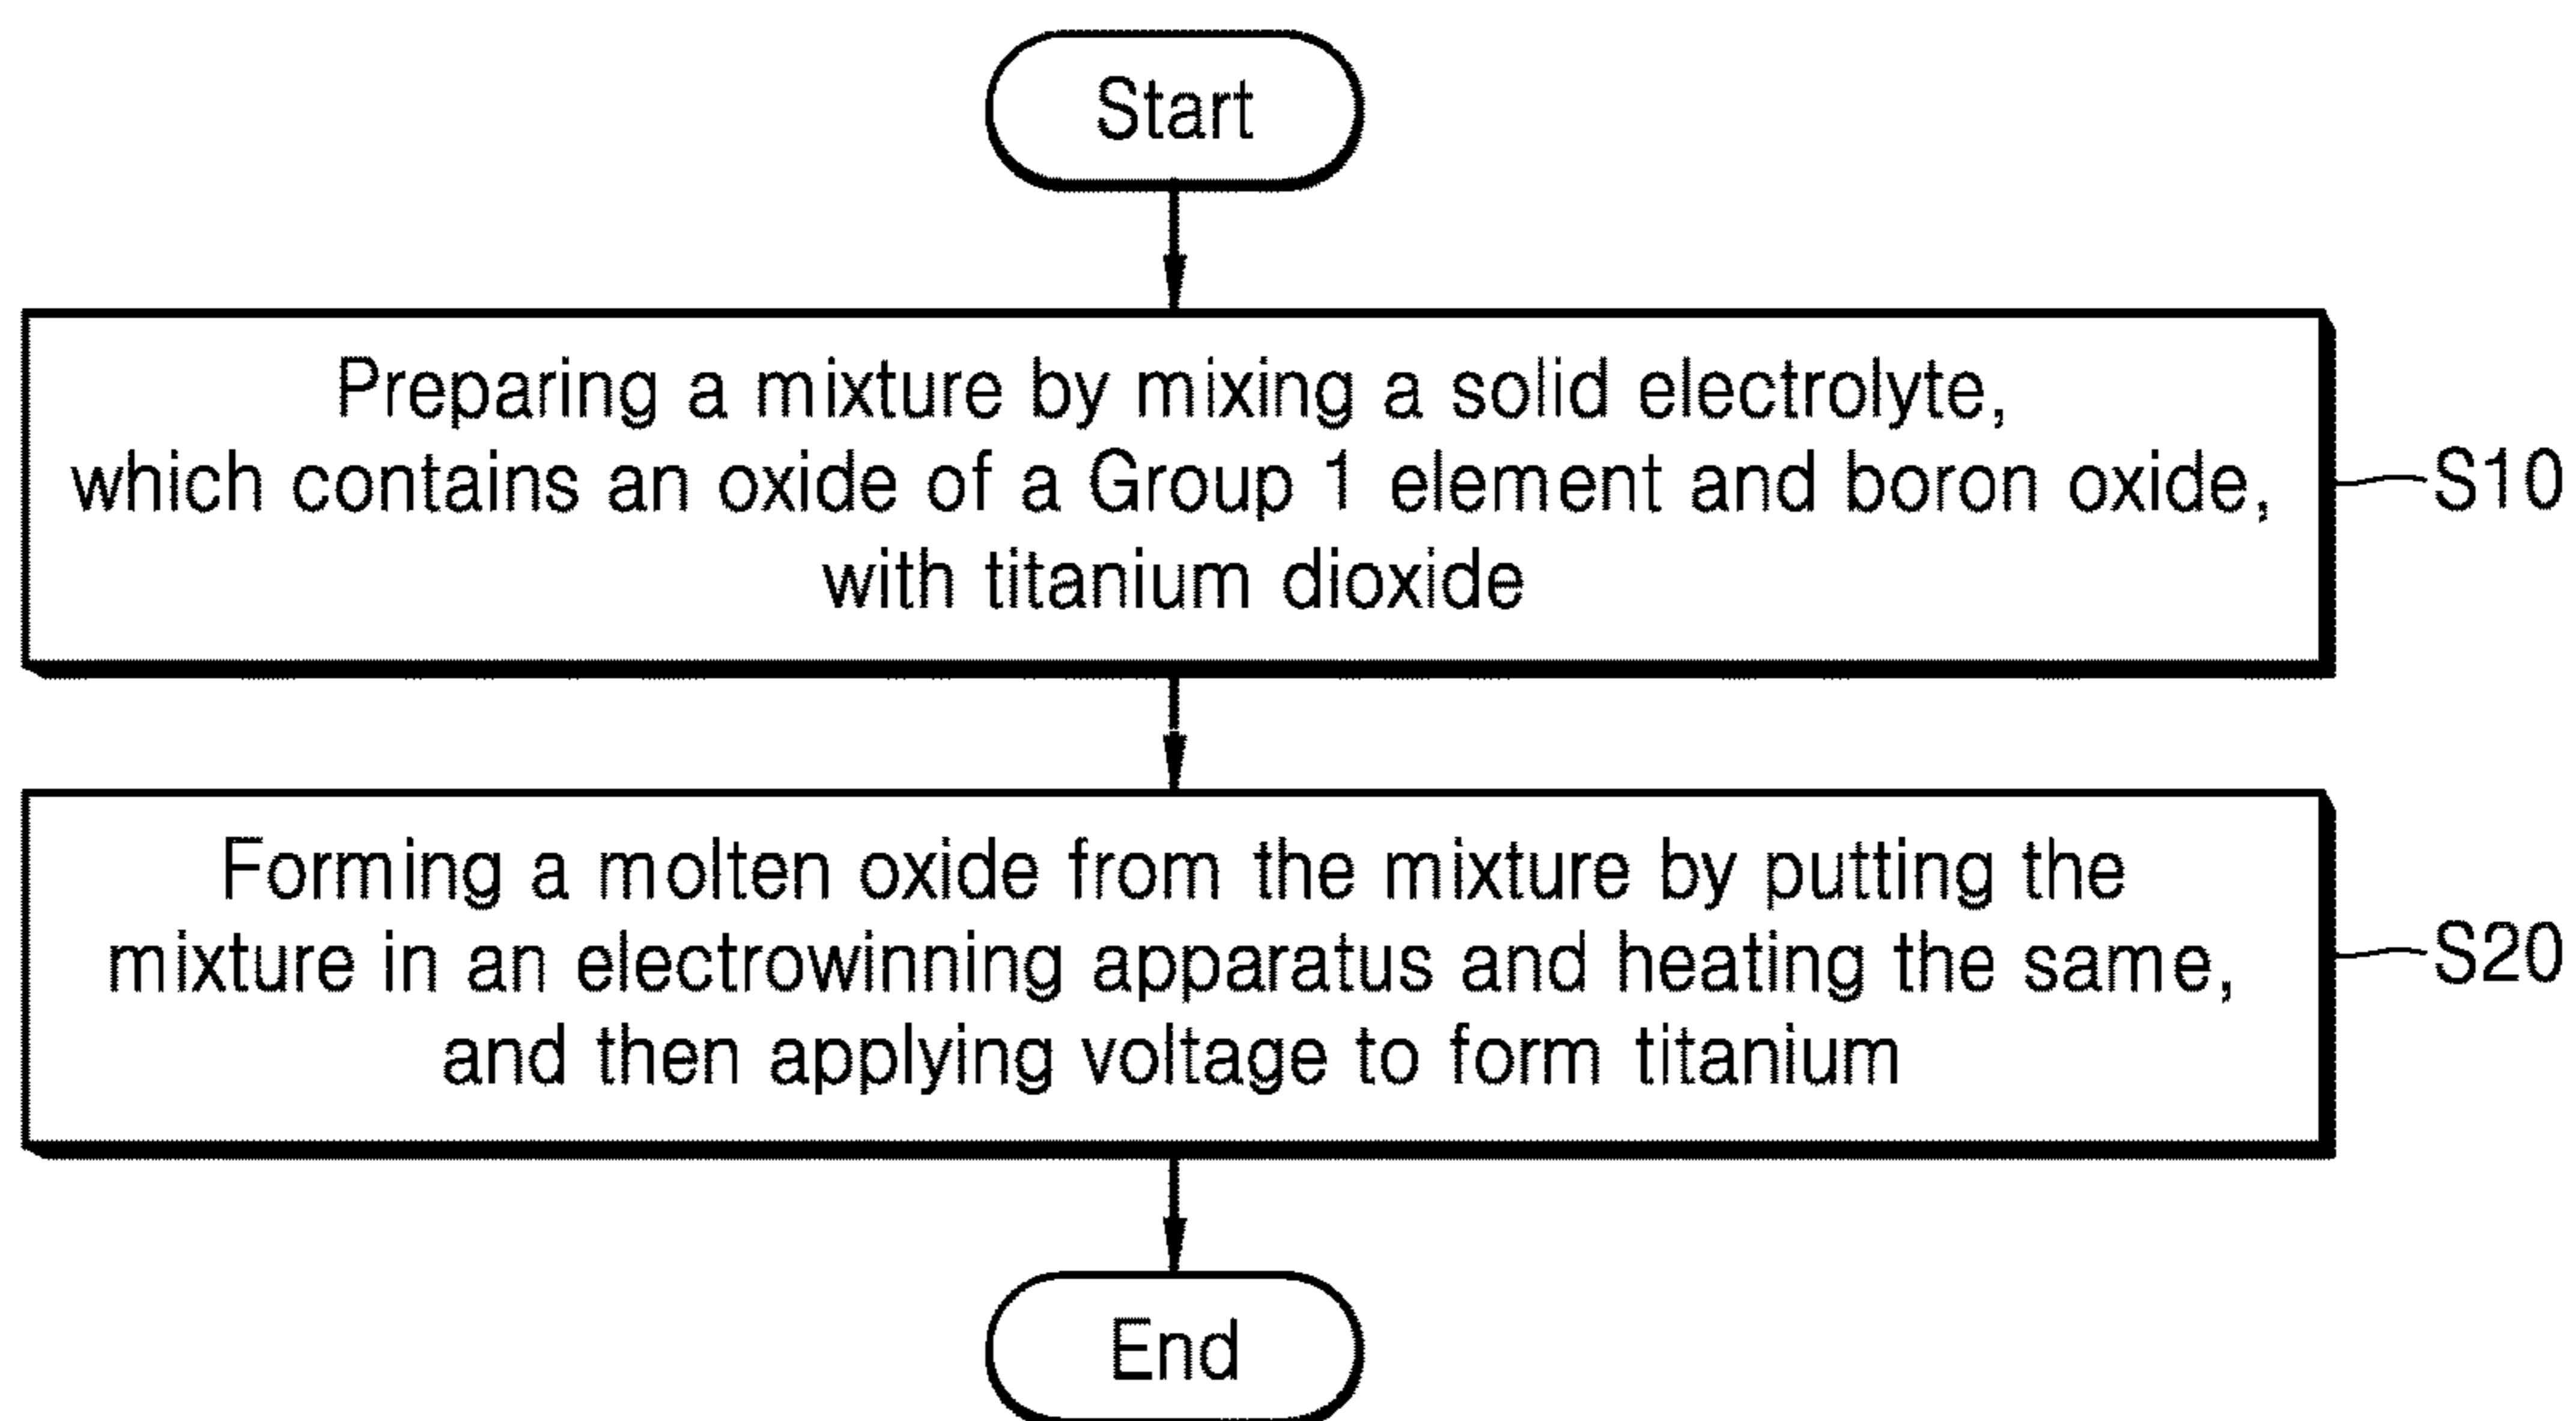 Start
Preparing a mixture by mixing a solid electrolyte,
which contains an oxide of a Group 1 element and boron oxide,
with titanium dioxide
S10
Forming a molten oxide from the mixture by putting the
mixture in an electrowinning apparatus and heating the same,
and then applying voltage to form titanium
S20
End